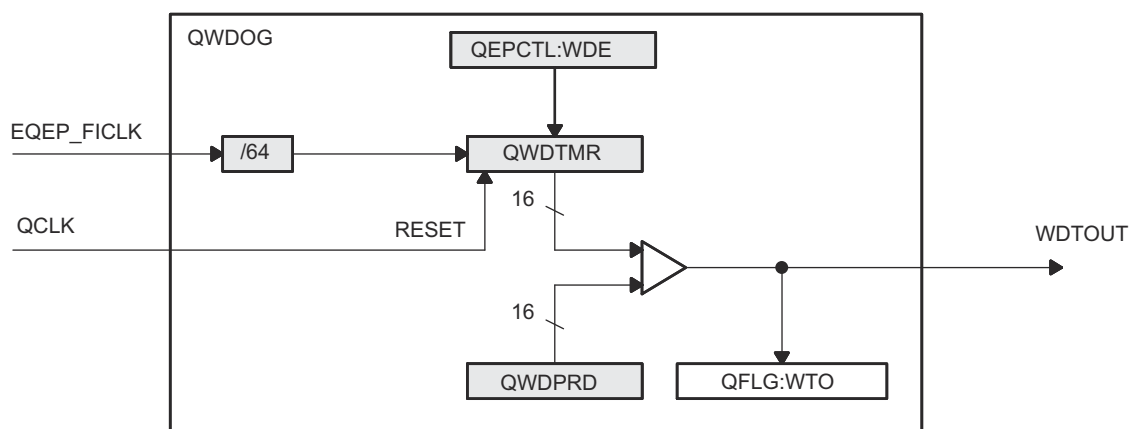 QWDOG
QEPCTL:WDE
EQEP_FICLK
/64
QWDTMR
16
QCLK
RESET
WDTOUT
16
QWDPRD
QFLG:WTO